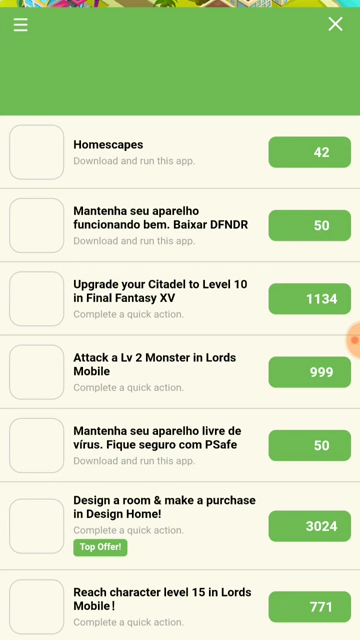 Homescapes
Download and run this app.
42
Mantenha seu aparelho
funcionando bem. Baixar DFNDR
Download and run this app.
50
Upgrade your Citadel to Level 10
in Final Fantasy XV
Complete a quick action.
1134
Attack a Lv 2 Monster in Lords
Mobile
Complete a quick action.
999
Mantenha seu aparelho livre de
vírus. Fique seguro com PSafe
Download and run this app.
50
Design a room & make a purchase
in Design Home!
Complete a quick action.
Top Offer!
3024
Reach character level 15 in Lords
Mobile!
Complete a quick action.
771